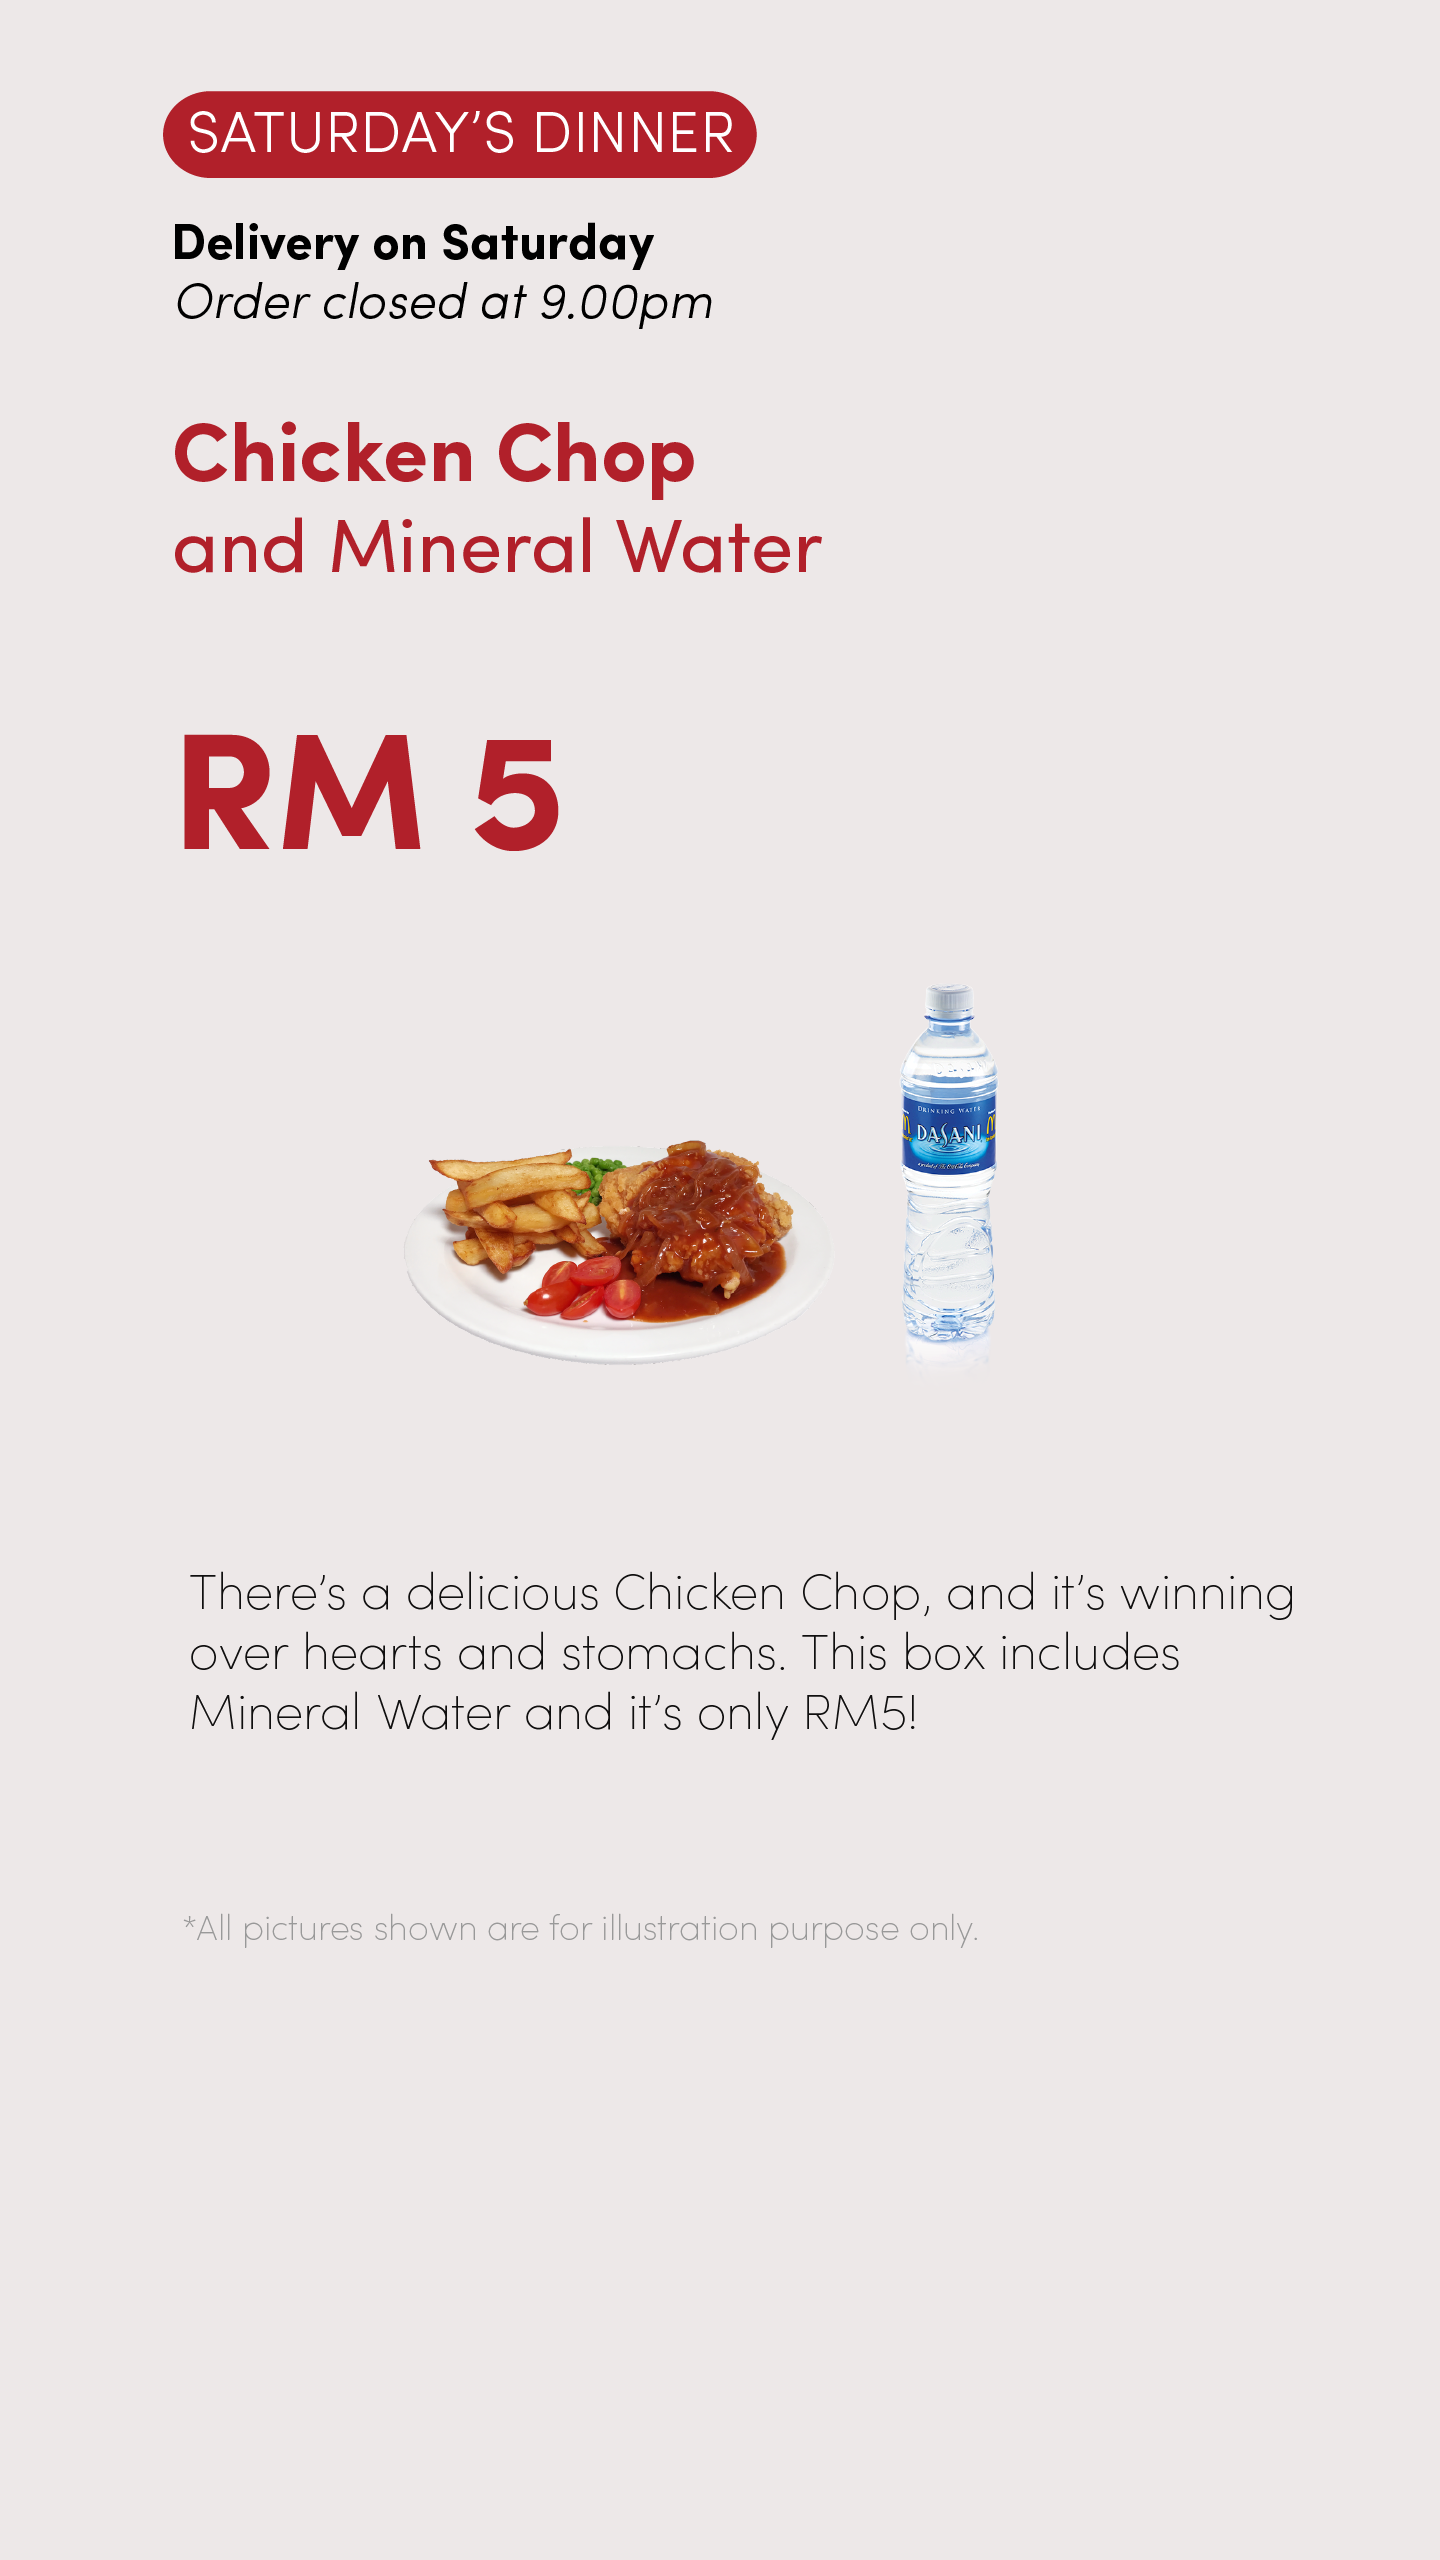 SATURDAY’S DINNER
Delivery on Saturday
Order closed at 9.00pm
Chicken Chop
and Mineral Water
RM 5
DRINKING WATER
DASANI
There’s a delicious Chicken Chop, and it’s winning
over hearts and stomachs. This box includes
Mineral Water and it’s only RM5!
*All pictures shown are for illustration purpose only.